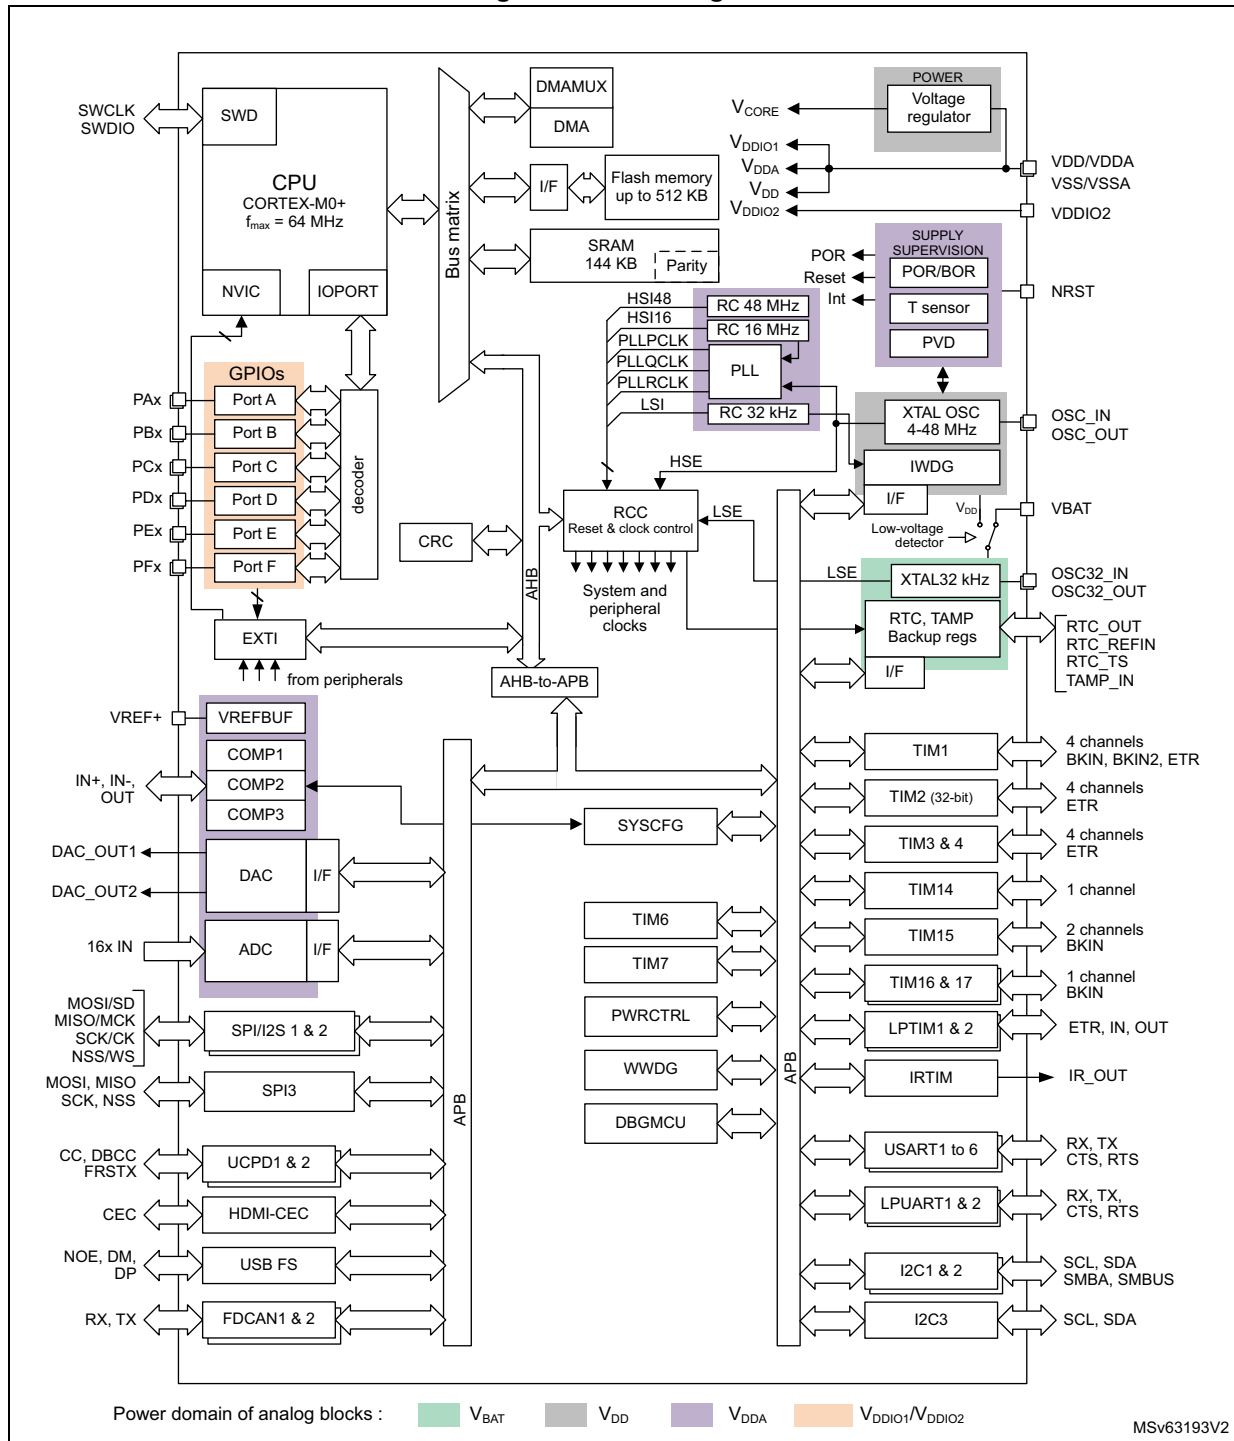 SWCLK
SWDIO
SWD
CPU
CORTEX-M0+
fmax = 64 MHz
NVIC
IOPORT
Bus matrix
DMAMUX
DMA
I/F
Flash memory
up to 512 KB
SRAM
144 KB
Parity
POWER
Voltage
regulator
VCORE
VDDIO1
VDDA
VDD
VDDIO2
VDD/VDDA
VSS/VSSA
VDDIO2
SUPPLY
SUPERVISION
POR/BOR
T sensor
PVD
POR
Reset
Int
NRST
HSI48
HSI16
PLLPCLK
PLLQCLK
PLLRCLK
LSI
RC 48 MHz
RC 16 MHz
PLL
RC 32 kHz
GPIOs
PAx
Port A
PBx
Port B
PCx
Port C
PDx
Port D
PEx
Port E
PFx
Port F
decoder
XTAL OSC
4-48 MHz
IWDG
I/F
OSC_IN
OSC_OUT
HSE
RCC
Reset & clock control
LSE
System and
peripheral
clocks
VDD
Low-voltage
detector
VBAT
CRC
AHB
LSE
XTAL32 kHz
OSC32_IN
OSC32_OUT
RTC, TAMP
Backup regs
I/F
RTC_OUT
RTC_REFIN
RTC_TS
TAMP_IN
EXTI
from peripherals
AHB-to-APB
VREF+
VREFBUF
COMP1
COMP2
COMP3
IN+, IN-,
OUT
DAC_OUT1
DAC_OUT2
DAC
I/F
16x IN
ADC
I/F
MOSI/SD
MISO/MCK
SCK/CK
NSS/WS
SPI/I2S 1 & 2
MOSI, MISO
SCK, NSS
SPI3
CC, DBCC
FRSTX
UCPD1 & 2
CEC
HDMI-CEC
NOE, DM,
DP
USB FS
RX, TX
FDCAN1 & 2
APB
SYSCFG
TIM6
TIM7
PWRCTRL
WWDG
DBGMCU
APB
TIM1
4 channels
BKIN, BKIN2, ETR
TIM2 (32-bit)
4 channels
ETR
TIM3 & 4
4 channels
ETR
TIM14
1 channel
TIM15
2 channels
BKIN
TIM16 & 17
1 channel
BKIN
LPTIM1 & 2
ETR, IN, OUT
IRTIM
IR_OUT
USART1 to 6
RX, TX
CTS, RTS
LPUART1 & 2
RX, TX,
CTS, RTS
I2C1 & 2
SCL, SDA
SMBA, SMBUS
I2C3
SCL, SDA
Power domain of analog blocks :
VBAT
VDD
VDDA
VDDIO1/VDDIO2
MSv63193V2